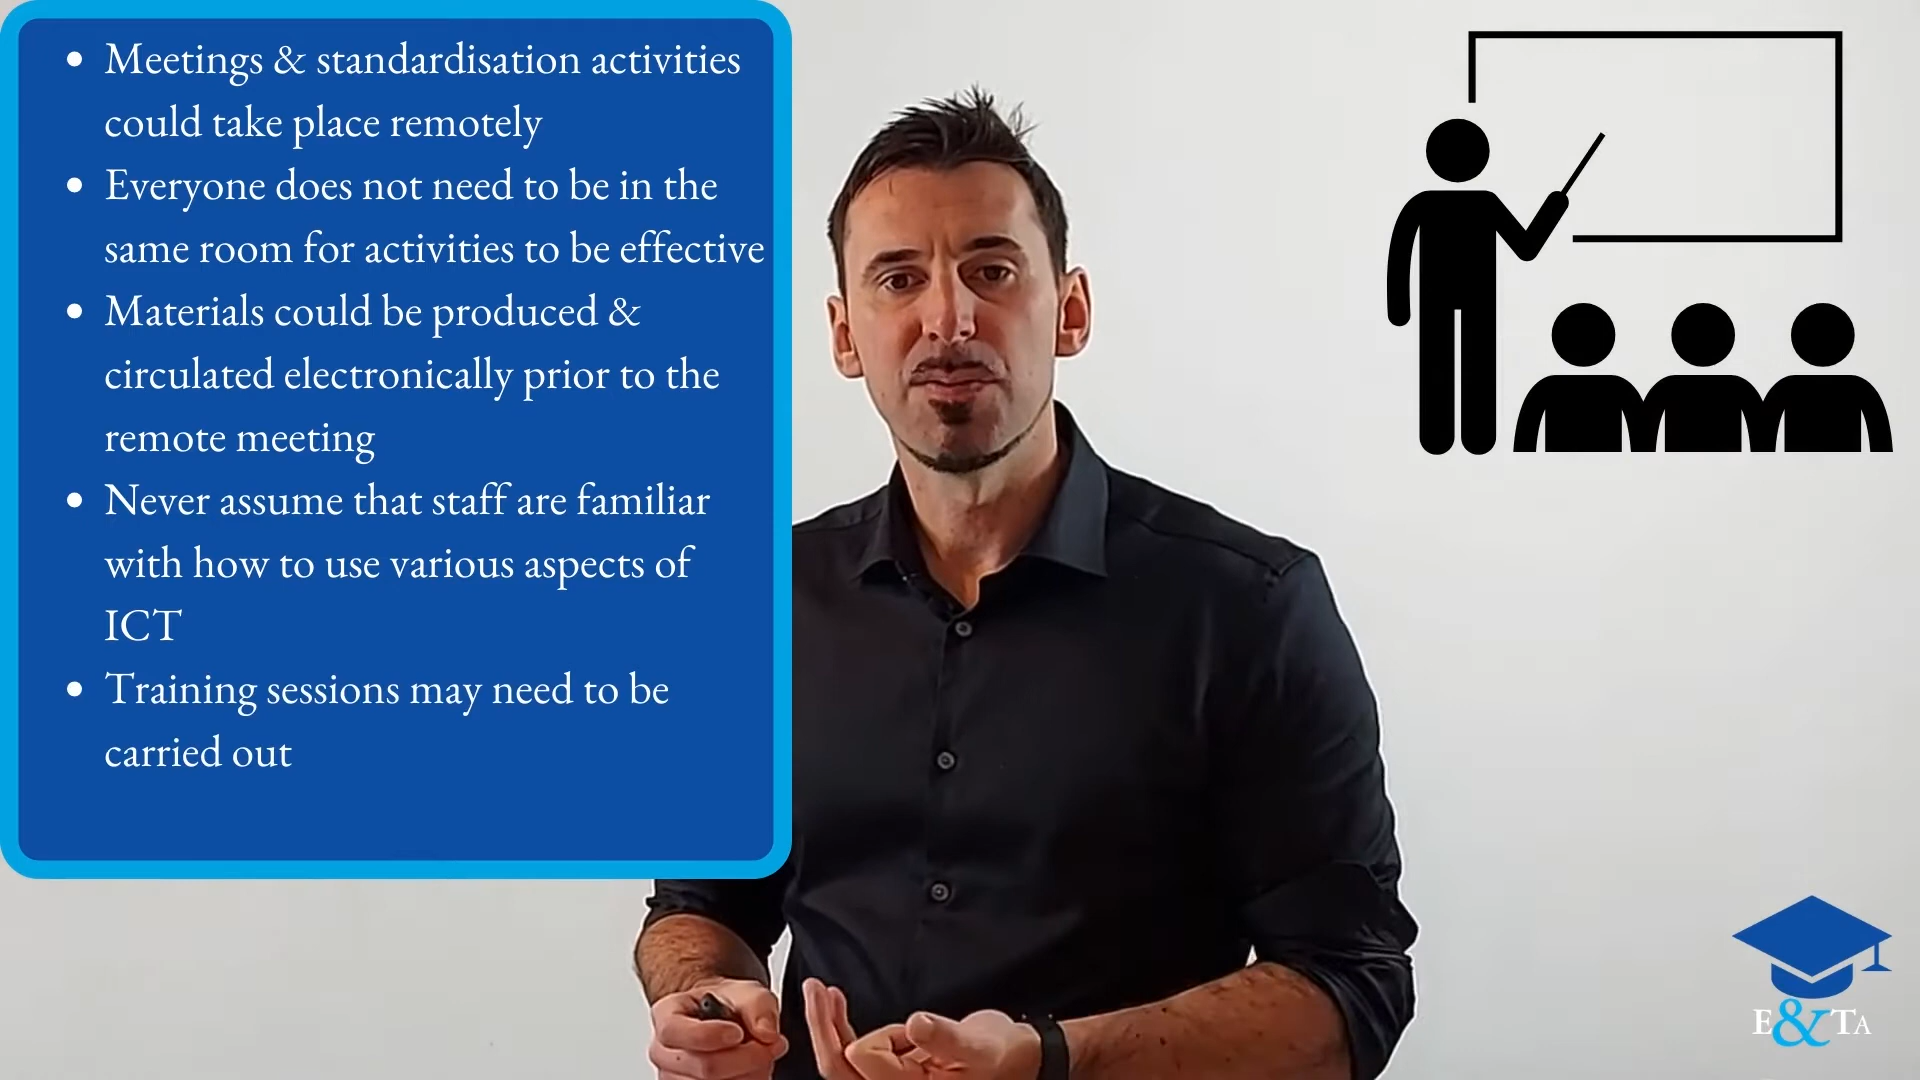 • Meetings & standardisation activities
could take place remotely
• Everyone does not need to be in the
same room for activities to be effective
• Materials could be produced &
circulated electronically prior to the
remote meeting
• Never assume that staff are familiar
with how to use various aspects of
ICT
• Training sessions may need to be
carried out
E&TA